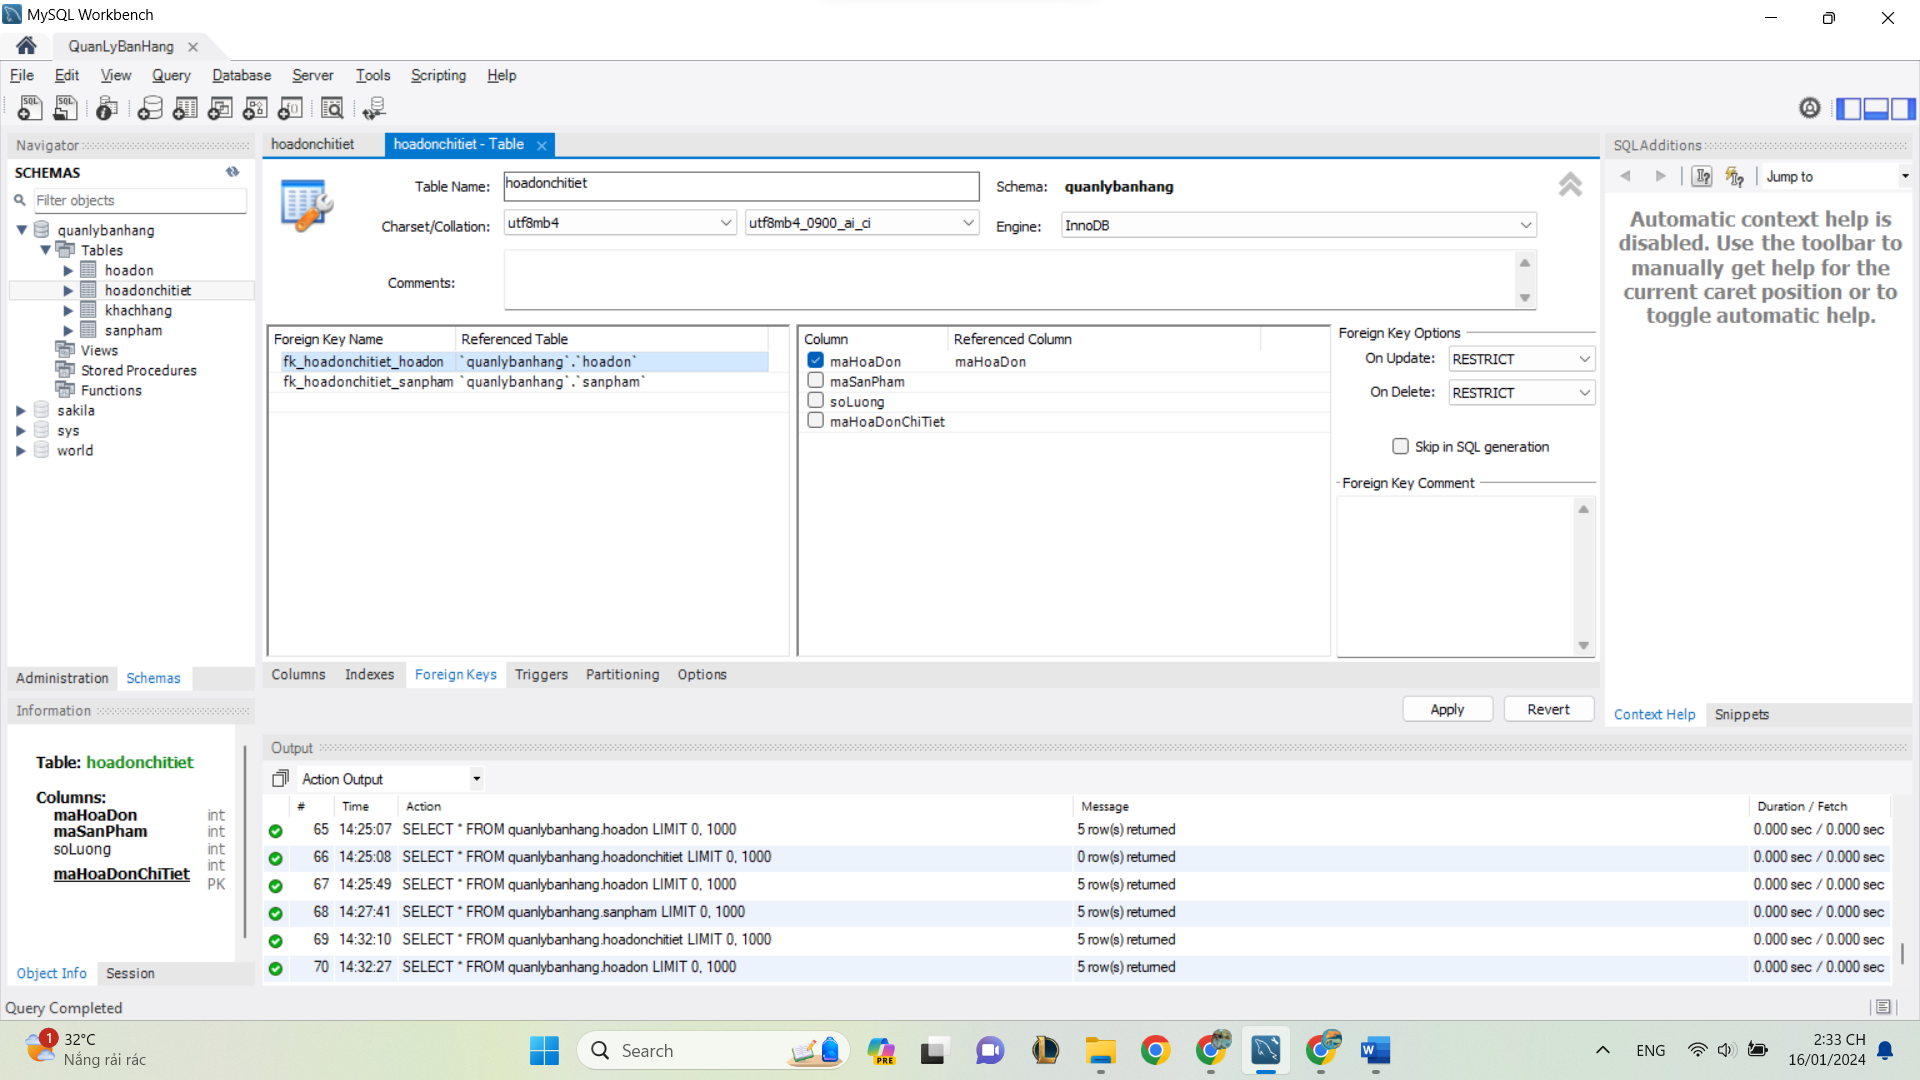 MySQL Workbench
QuanLyBanHang
File Edit View Query Database Server Tools Scripting Help
Navigator
SCHEMAS
Filter objects
quanlybanhang
Tables
hoadon
hoadonchitiet
khachhang
sanpham
Views
Stored Procedures
Functions
sakila
sys
world
Administration Schemas
Information
Table: hoadonchitiet
Columns:
maHoaDon int
maSanPham int
soLuong int
maHoaDonChiTiet int PK
Object Info Session
hoadonchitiet hoadonchitiet - Table
Table Name: hoadonchitiet Schema: quanlybanhang
Charset/Collation: utf8mb4 utf8mb4_0900_ai_ci Engine: InnoDB
Comments:
Foreign Key Name Referenced Table
fk_hoadonchitiet_hoadon `quanlybanhang`.`hoadon`
fk_hoadonchitiet_sanpham `quanlybanhang`.`sanpham`
Column Referenced Column
maHoaDon maHoaDon
maSanPham
soLuong
maHoaDonChiTiet
Foreign Key Options
On Update: RESTRICT
On Delete: RESTRICT
Skip in SQL generation
Foreign Key Comment
Columns Indexes Foreign Keys Triggers Partitioning Options
Apply Revert
SQLAdditions
Jump to
Automatic context help is
disabled. Use the toolbar to
manually get help for the
current caret position or to
toggle automatic help.
Context Help Snippets
Output
Action Output
# Time Action Message Duration / Fetch
65 14:25:07 SELECT * FROM quanlybanhang.hoadon LIMIT 0, 1000 5 row(s) returned 0.000 sec / 0.000 sec
66 14:25:08 SELECT * FROM quanlybanhang.hoadonchitiet LIMIT 0, 1000 0 row(s) returned 0.000 sec / 0.000 sec
67 14:25:49 SELECT * FROM quanlybanhang.hoadon LIMIT 0, 1000 5 row(s) returned 0.000 sec / 0.000 sec
68 14:27:41 SELECT * FROM quanlybanhang.sanpham LIMIT 0, 1000 5 row(s) returned 0.000 sec / 0.000 sec
69 14:32:10 SELECT * FROM quanlybanhang.hoadonchitiet LIMIT 0, 1000 5 row(s) returned 0.000 sec / 0.000 sec
70 14:32:27 SELECT * FROM quanlybanhang.hoadon LIMIT 0, 1000 5 row(s) returned 0.000 sec / 0.000 sec
Query Completed
1
32°C
Nắng rải rác
Search
PRE
ENG
2:33 CH
16/01/2024